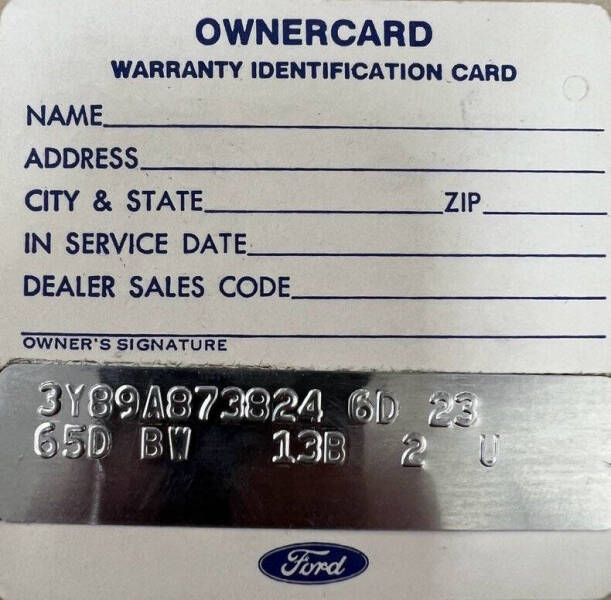 OWNERCARD
WARRANTY IDENTIFICATION CARD
NAME
ADDRESS
CITY & STATE ZIP
IN SERVICE DATE
DEALER SALES CODE
OWNER'S SIGNATURE
3Y89A873824 6D 23
65D BW 13B 2 U
Ford